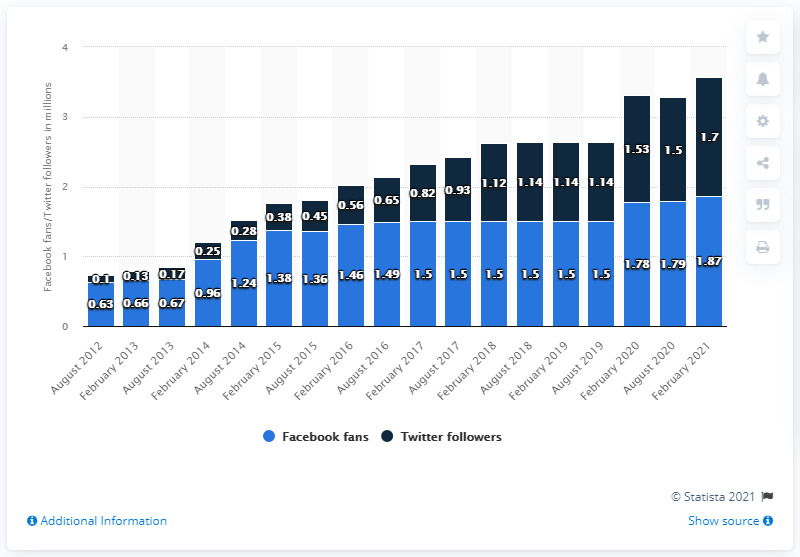 Facebook fans/Twitter followers in millions
4
3
2
1
0
0.1 0.13 0.17 0.25 0.28 0.38 0.45 0.56 0.65 0.82 0.93 1.12 1.14 1.14 1.14 1.53 1.5 1.7
0.63 0.66 0.67 0.96 1.24 1.38 1.36 1.46 1.49 1.5 1.5 1.5 1.5 1.5 1.5 1.78 1.79 1.87
August 2012
February 2013
August 2013
February 2014
August 2014
February 2015
August 2015
February 2016
August 2016
February 2017
August 2017
February 2018
August 2018
February 2019
August 2019
February 2020
August 2020
February 2021
Facebook fans Twitter followers
© Statista 2021
Additional Information Show source